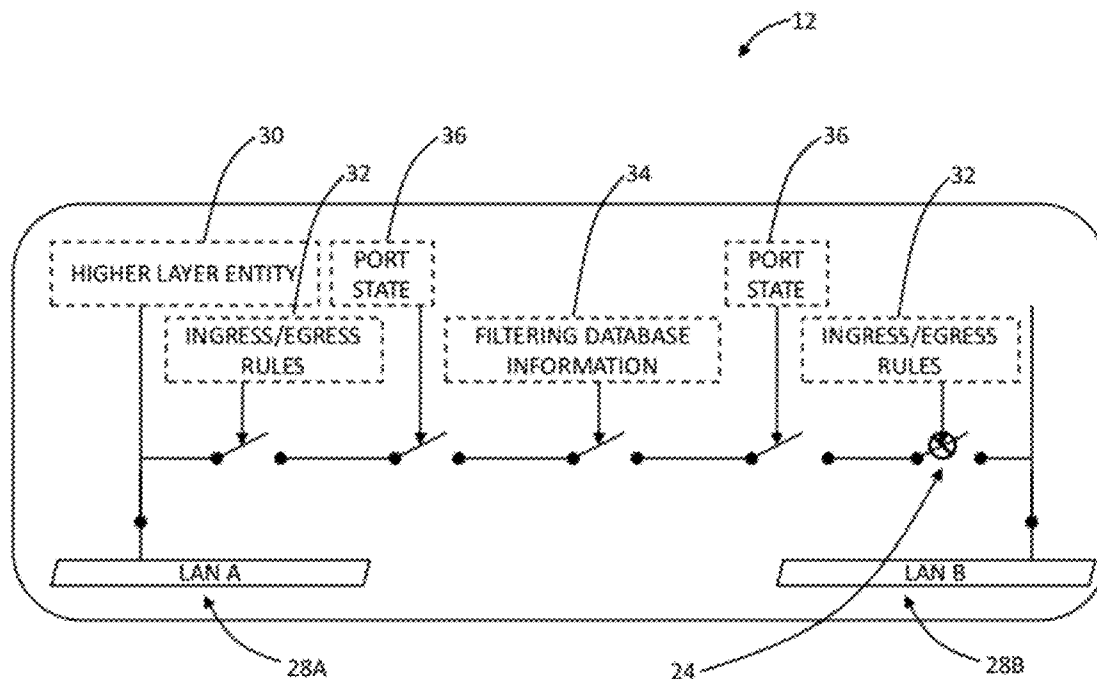 12
30
36
36
32
34
32
HIGHER LAYER ENTITY
PORT
STATE
PORT
STATE
INGRESS/EGRESS
RULES
FILTERING DATABASE
INFORMATION
INGRESS/EGRESS
RULES
LAN A
LAN B
28A
24
28B